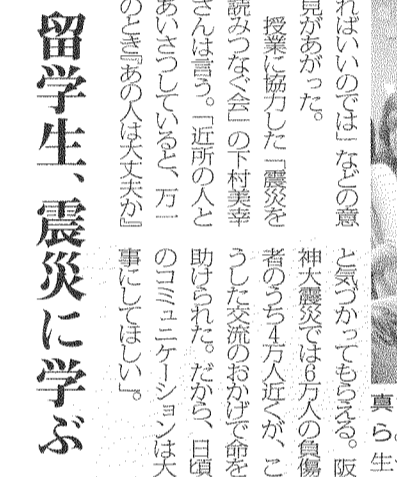 ればいいのでは」などの意
見があがった。
授業に協力した「震災を
読みつなぐ会」の下村美幸
さんは言う。「近所の人と
あいさつしていると、万一
のとき『あの人は大丈夫か』
と気づかってもらえる。阪
神大震災では6万人の負傷
者のうち4万人近くが、こ
うした交流のおかげで命を
助けられた。だから、日頃
のコミュニケーションは大
事にしてほしい」。
留学生、震災に学ぶ
真
ら。
生